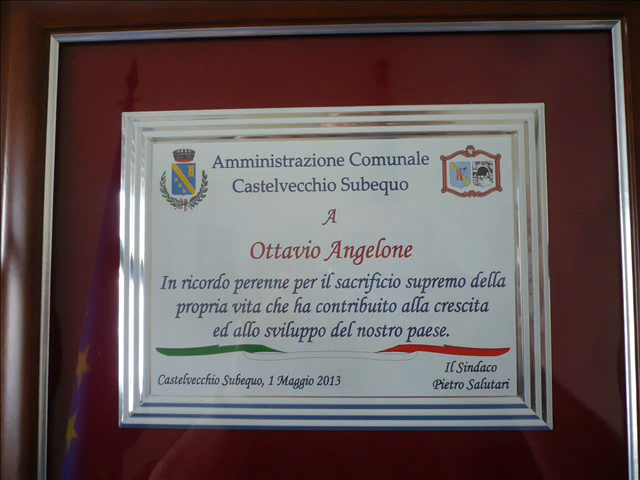 Amministrazione Comunale
Castelvecchio Subequo
A
Ottavio Angelone
In ricordo perenne per il sacrificio supremo della
propria vita che ha contribuito alla crescita
ed allo sviluppo del nostro paese.
Castelvecchio Subequo, 1 Maggio 2013
Il Sindaco
Pietro Salutari